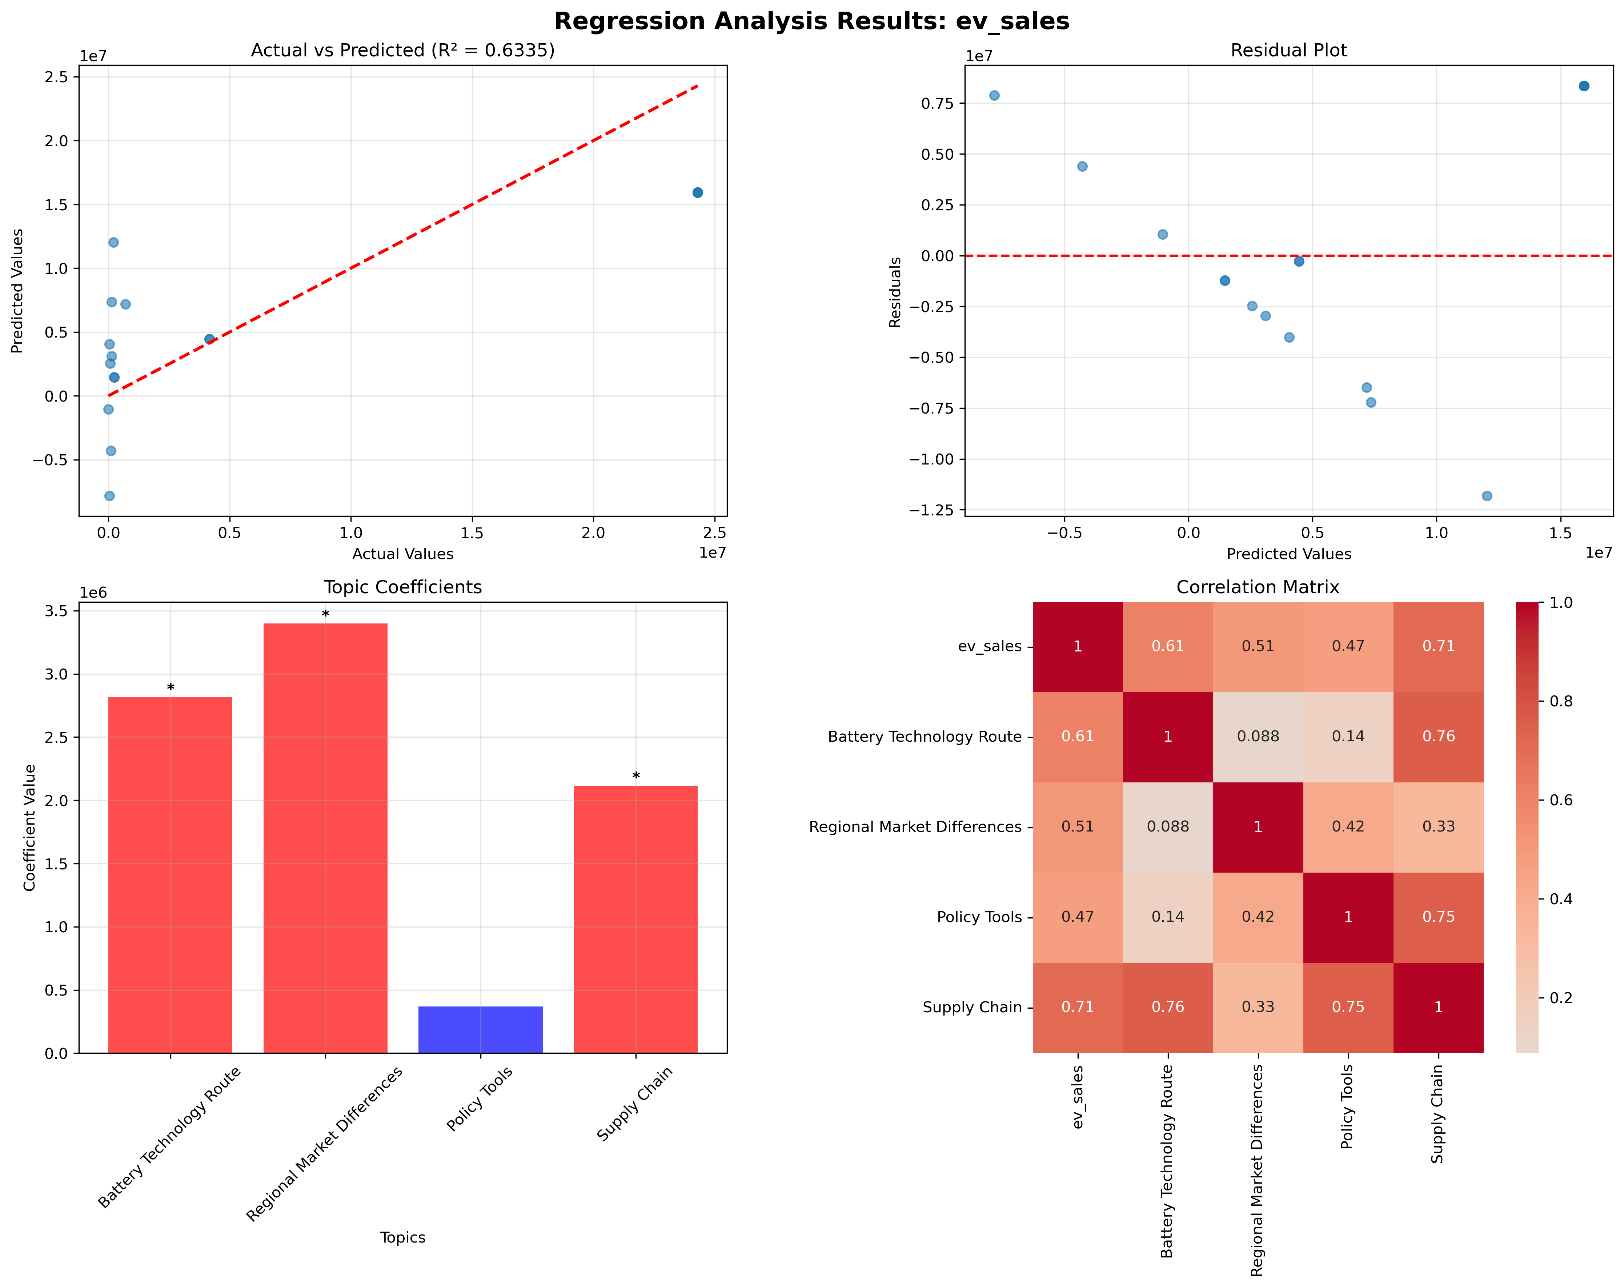 Regression Analysis Results: ev_sales
Actual vs Predicted (R² = 0.6335)
1e7
2.5
2.0
1.5
1.0
0.5
0.0
−0.5
Predicted Values
0.0 0.5 1.0 1.5 2.0 2.5
Actual Values
1e7
Residual Plot
1e7
0.75
0.50
0.25
0.00
−0.25
−0.50
−0.75
−1.00
−1.25
Residuals
−0.5 0.0 0.5 1.0 1.5
Predicted Values
1e7
Topic Coefficients
1e6
3.5
3.0
2.5
2.0
1.5
1.0
0.5
0.0
Coefficient Value
* * *
Battery Technology Route
Regional Market Differences
Policy Tools
Supply Chain
Topics
Correlation Matrix
ev_sales 1 0.61 0.51 0.47 0.71
Battery Technology Route 0.61 1 0.088 0.14 0.76
Regional Market Differences 0.51 0.088 1 0.42 0.33
Policy Tools 0.47 0.14 0.42 1 0.75
Supply Chain 0.71 0.76 0.33 0.75 1
ev_sales
Battery Technology Route
Regional Market Differences
Policy Tools
Supply Chain
1.0
0.8
0.6
0.4
0.2